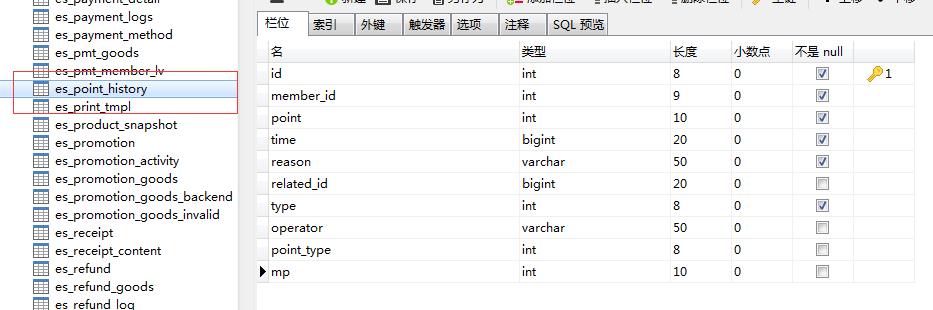 es_payment_detail
es_payment_logs
es_payment_method
es_pmt_goods
es_pmt_member_lv
es_point_history
es_print_tmpl
es_product_snapshot
es_promotion
es_promotion_activity
es_promotion_goods
es_promotion_goods_backend
es_promotion_goods_invalid
es_receipt
es_receipt_content
es_refund
es_refund_goods
es_refund_log
栏位 索引 外键 触发器 选项 注释 SQL 预览
名 类型 长度 小数点 不是 null
id int 8 0 1
member_id int 9 0
point int 10 0
time bigint 20 0
reason varchar 50 0
related_id bigint 20 0
type int 8 0
operator varchar 50 0
point_type int 8 0
mp int 10 0